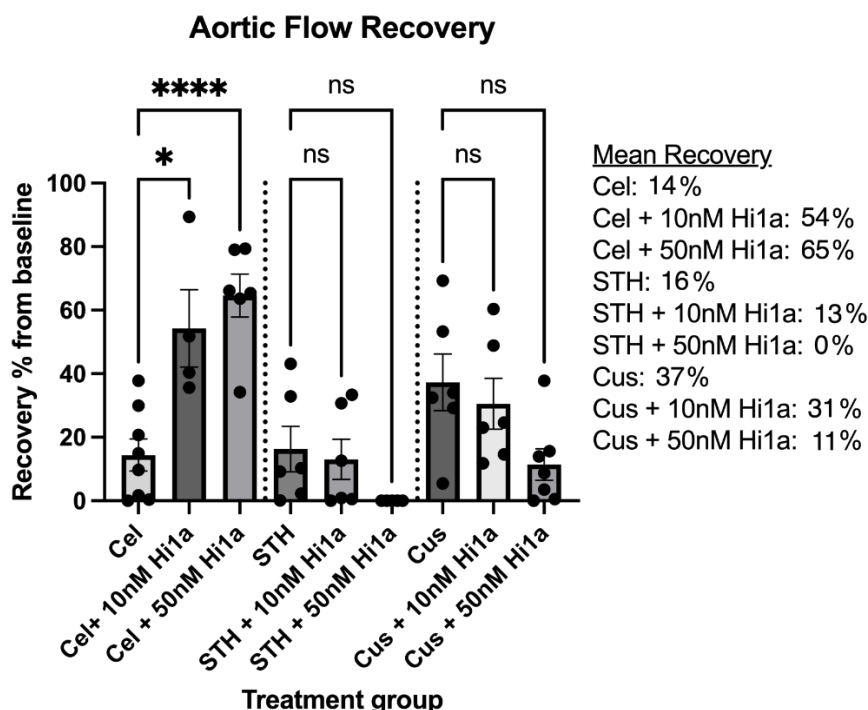 Aortic Flow Recovery
****
ns
ns
*
ns
ns
Recovery % from baseline
100
80
60
40
20
0
Cel
Cel+ 10nM Hi1a
Cel + 50nM Hi1a
STH
STH + 10nM Hi1a
STH + 50nM Hi1a
Cus
Cus + 10nM Hi1a
Cus + 50nM Hi1a
Treatment group
Mean Recovery
Cel: 14%
Cel + 10nM Hi1a: 54%
Cel + 50nM Hi1a: 65%
STH: 16%
STH + 10nM Hi1a: 13%
STH + 50nM Hi1a: 0%
Cus: 37%
Cus + 10nM Hi1a: 31%
Cus + 50nM Hi1a: 11%